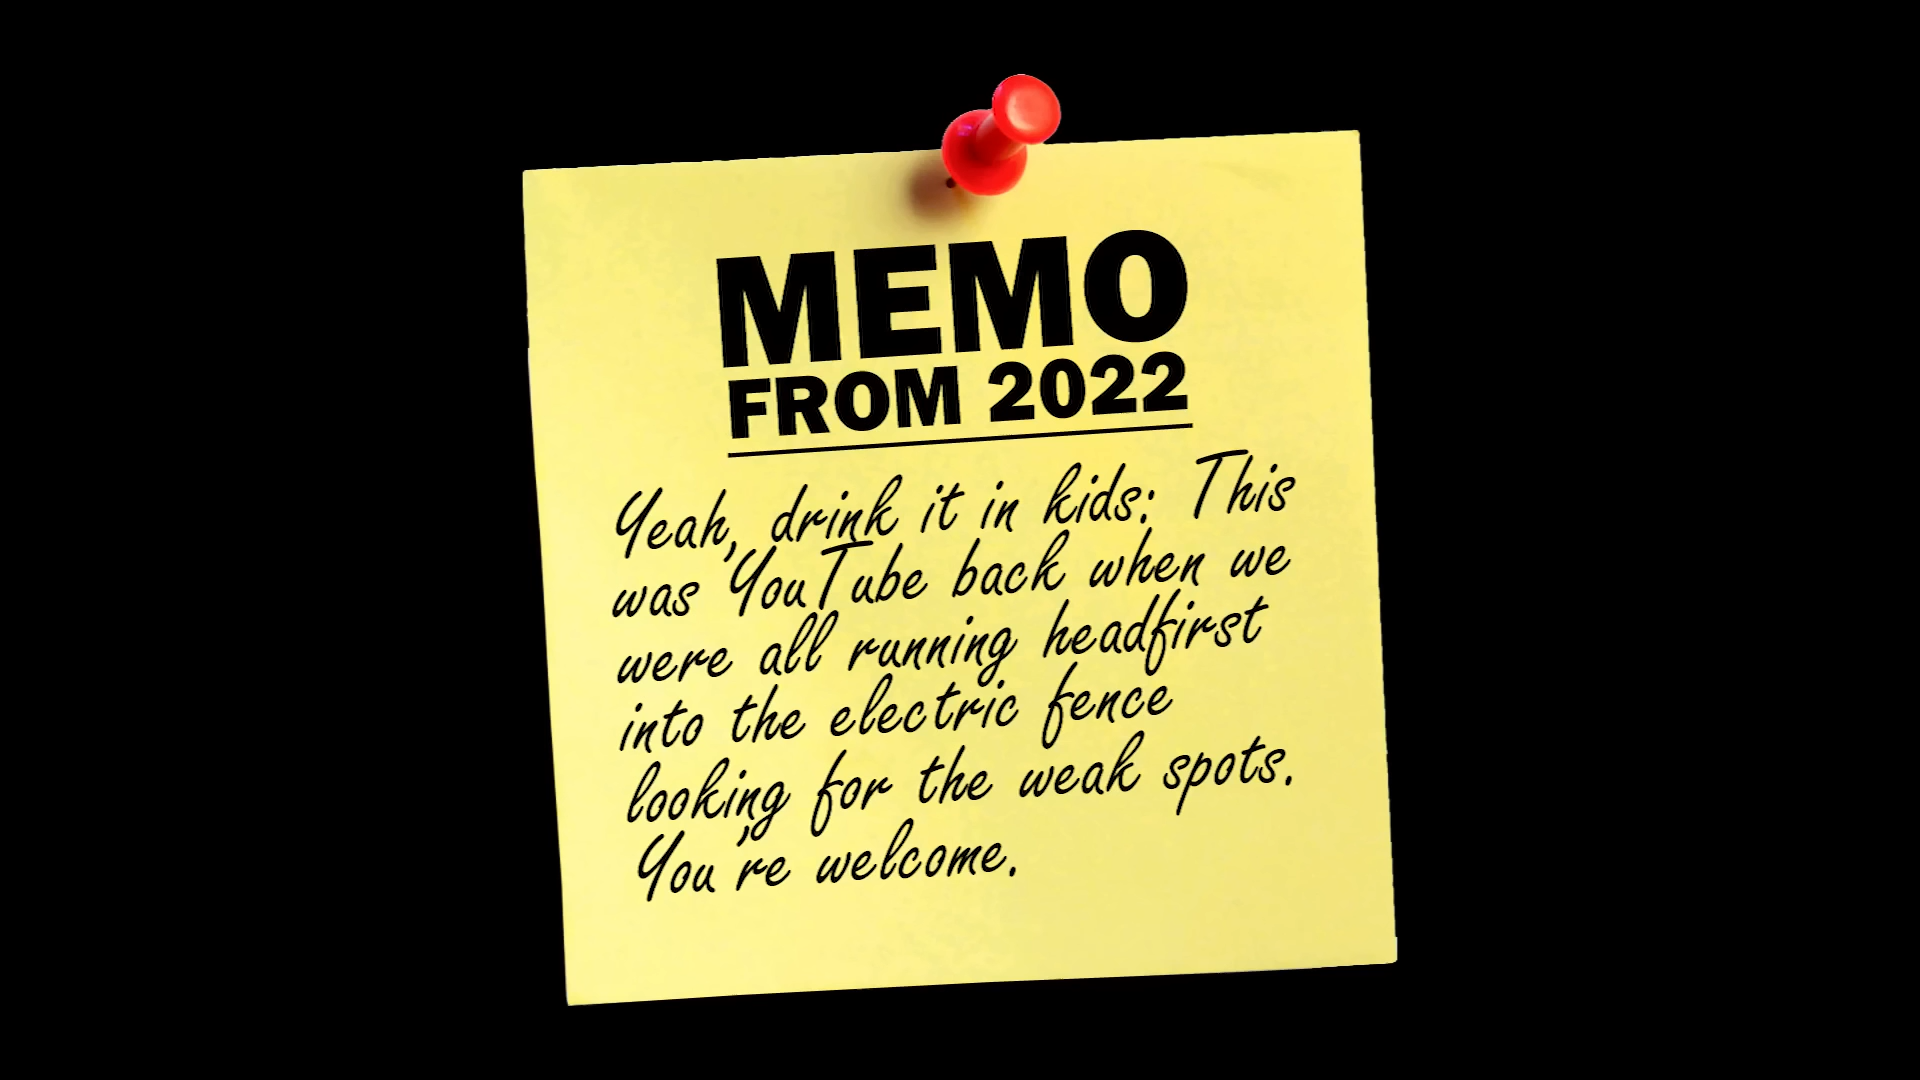 MEMO
FROM 2022
Yeah, drink it in kids: This
was YouTube back when we
were all running headfirst
into the electric fence
looking for the weak spots.
You're welcome.